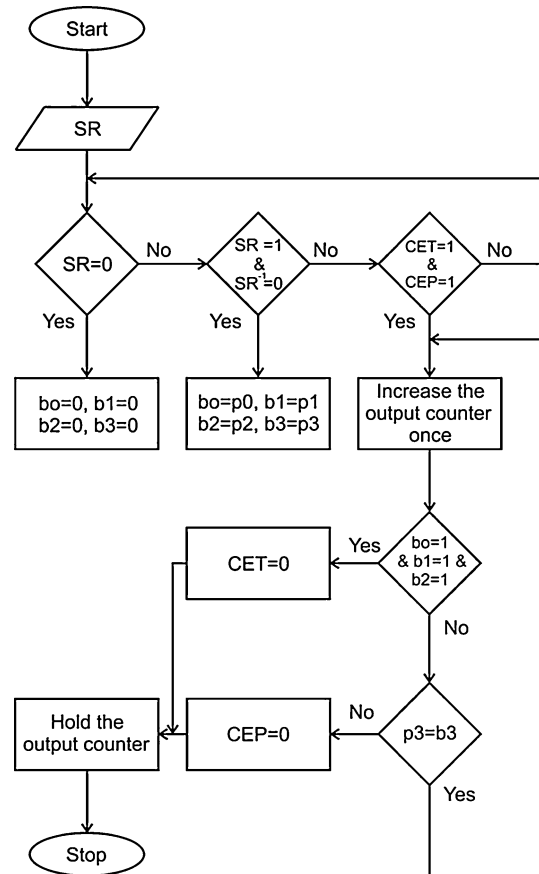 Start
SR
SR=0
No
SR =1
&
SR⁻¹=0
No
CET=1
&
CEP=1
No
Yes
Yes
Yes
bo=0, b1=0
b2=0, b3=0
bo=p0, b1=p1
b2=p2, b3=p3
Increase the
output counter
once
CET=0
Yes
bo=1
& b1=1 &
b2=1
No
Hold the
output counter
CEP=0
No
p3=b3
Yes
Stop